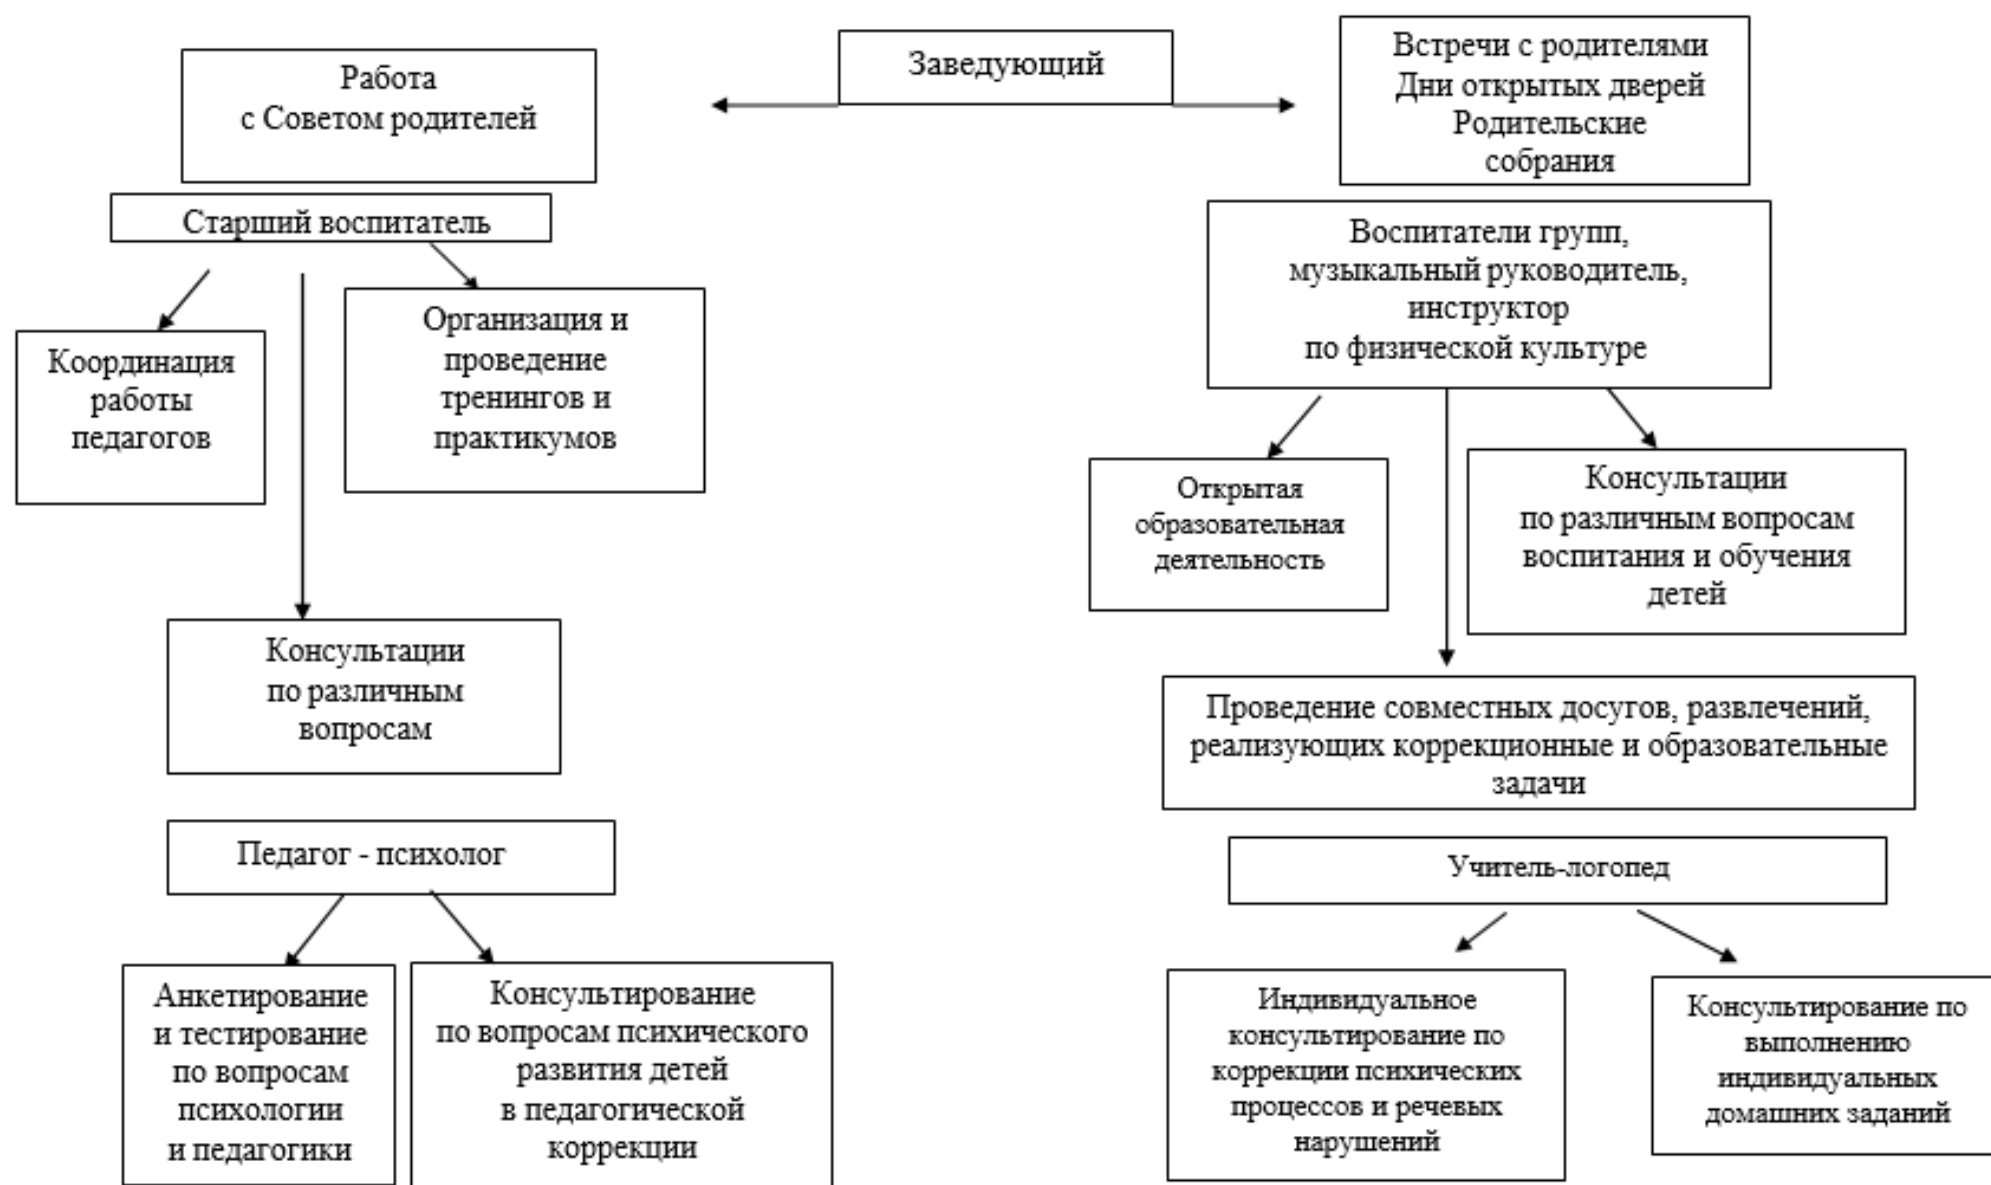 Заведующий
Работа
с Советом родителей
Встречи с родителями
Дни открытых дверей
Родительские
собрания
Старший воспитатель
Координация
работы
педагогов
Организация и
проведение
тренингов и
практикумов
Консультации
по различным
вопросам
Воспитатели групп,
музыкальный руководитель,
инструктор
по физической культуре
Открытая
образовательная
деятельность
Консультации
по различным вопросам
воспитания и обучения
детей
Проведение совместных досугов, развлечений,
реализующих коррекционные и образовательные
задачи
Педагог - психолог
Анкетирование
и тестирование
по вопросам
психологии
и педагогики
Консультирование
по вопросам психического
развития детей
в педагогической
коррекции
Учитель-логопед
Индивидуальное
консультирование по
коррекции психических
процессов и речевых
нарушений
Консультирование по
выполнению
индивидуальных
домашних заданий